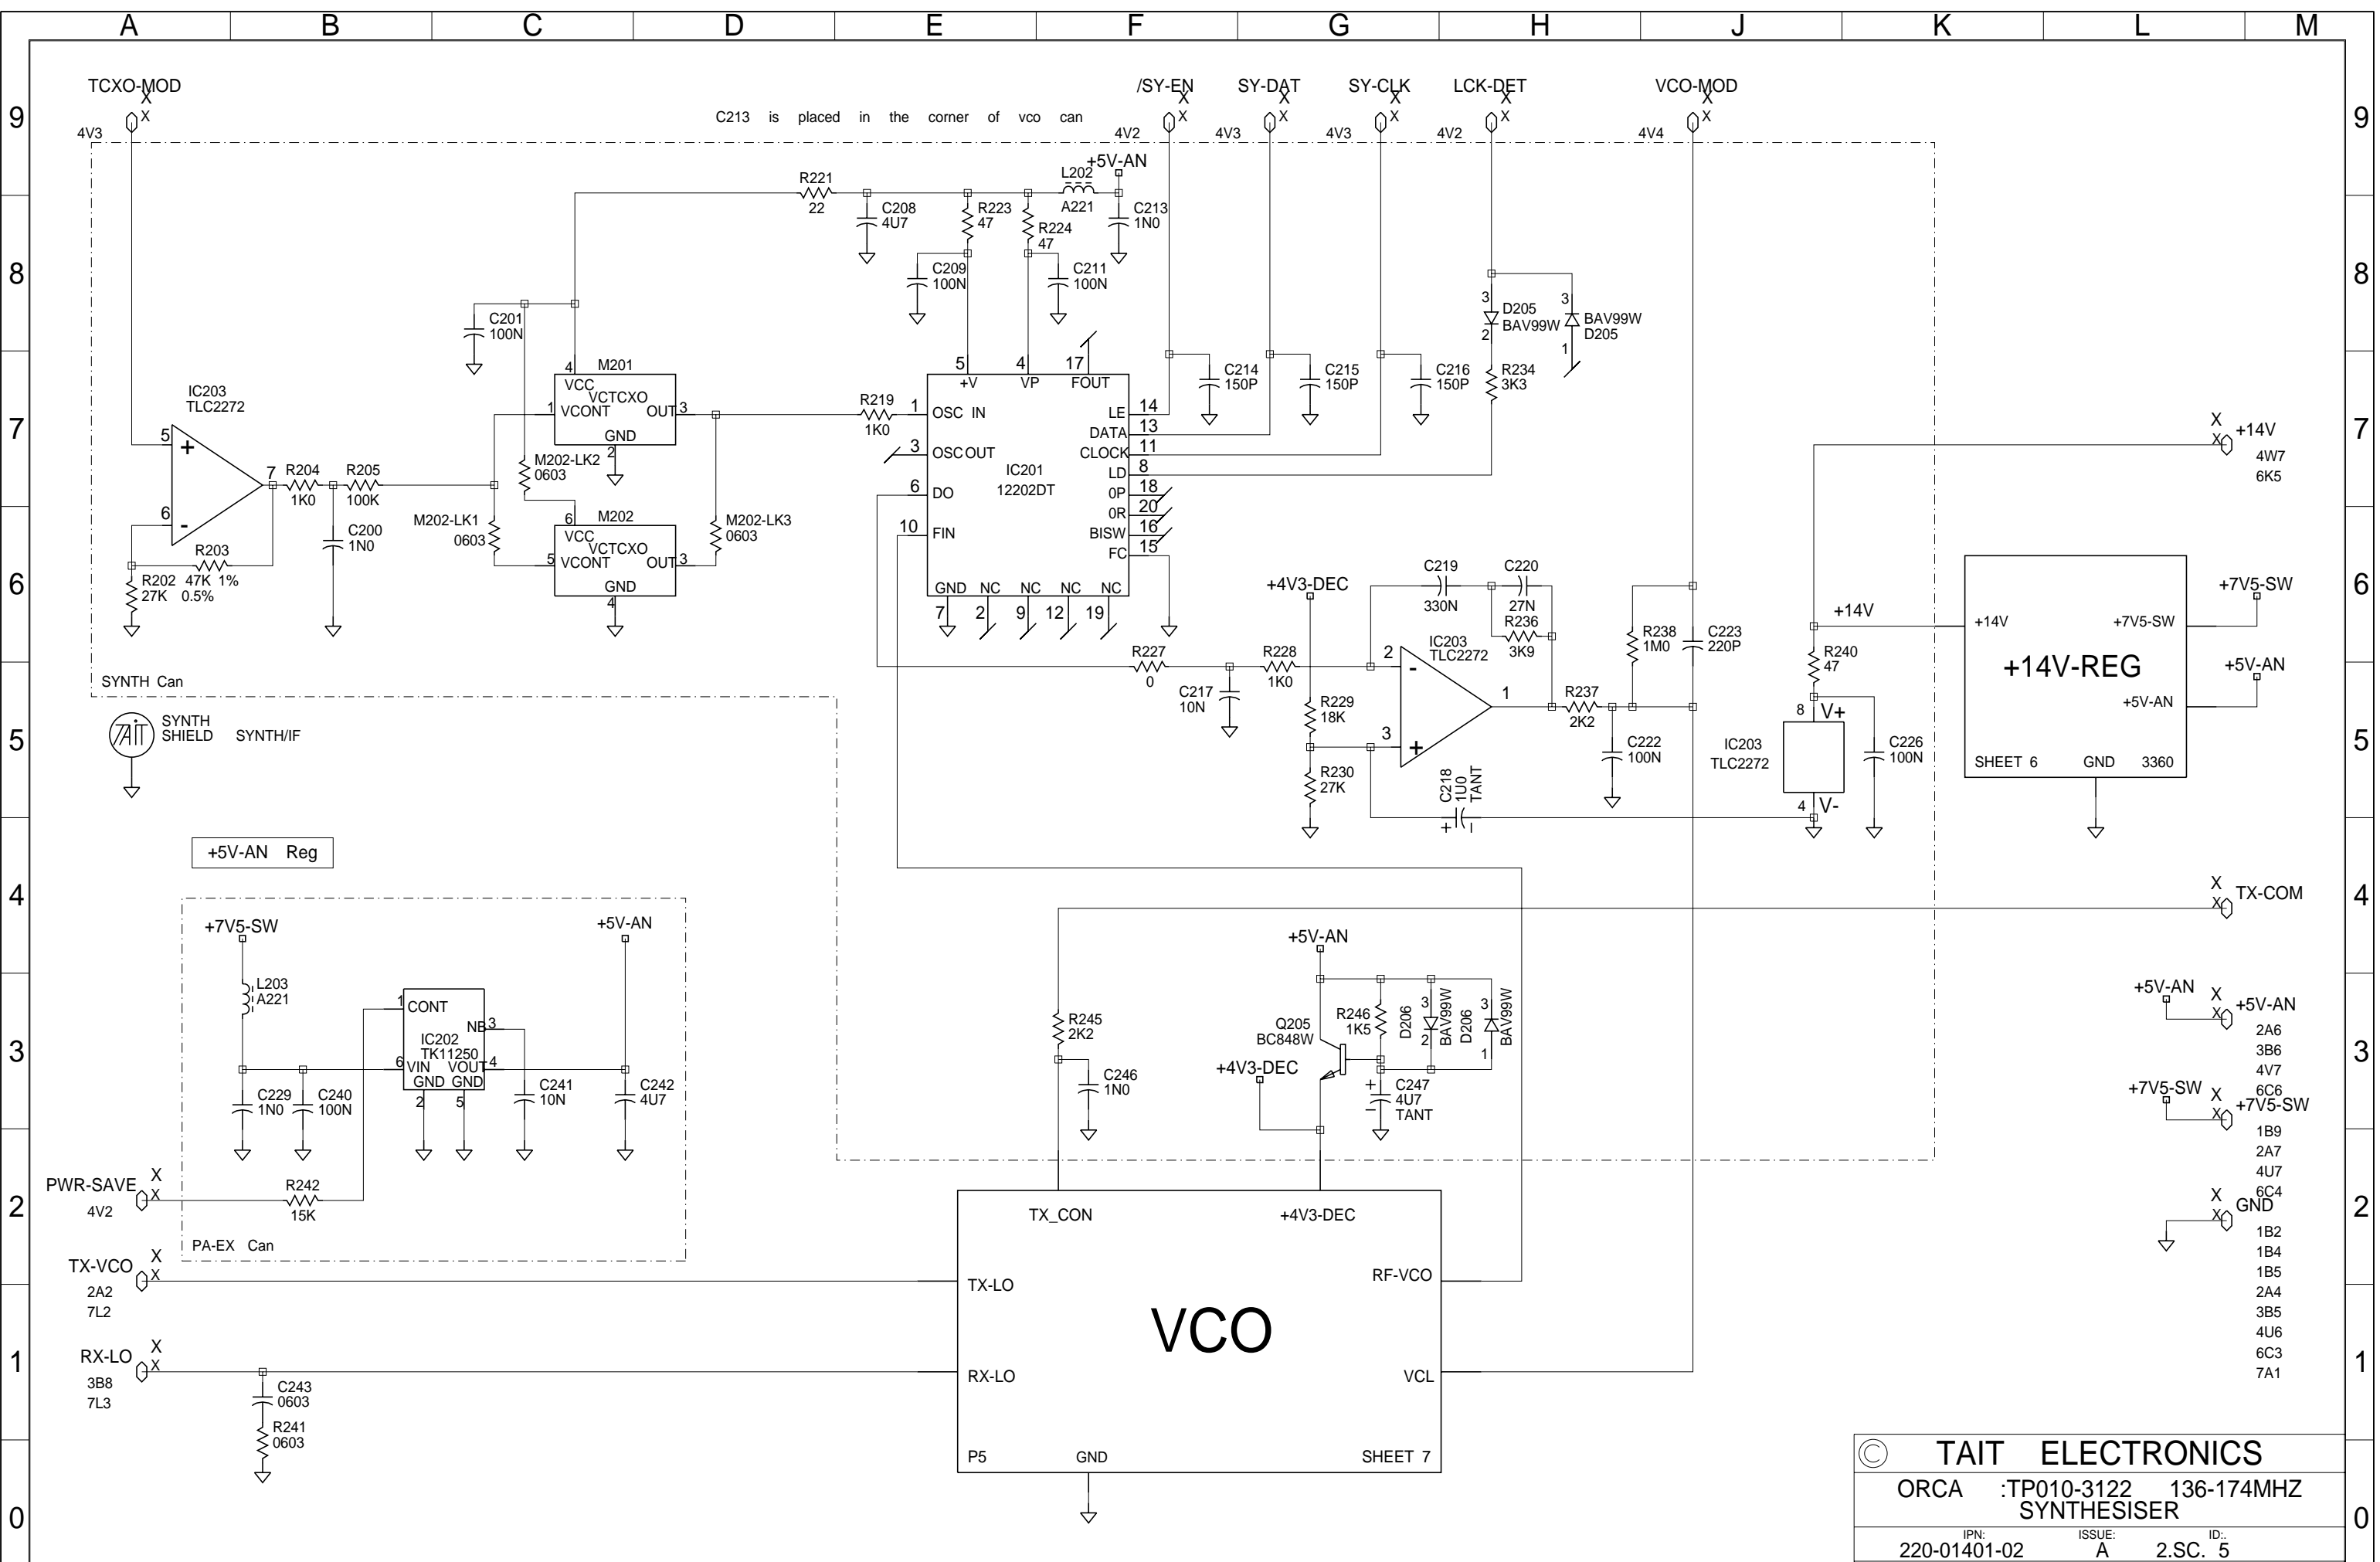 A B C D E F G H J K L M
TCXO-MOD
X
X
4V3
C213 is placed in the corner of vco can
/SY-EN
X
X
4V2
SY-DAT
X
X
4V3
SY-CLK
X
X
4V3
LCK-DET
X
X
4V2
VCO-MOD
X
X
4V4
9 9
R221
22
L202
A221
+5V-AN
C208
4U7
R223
47
R224
47
C213
1N0
C209
100N
C211
100N
8 8
C201
100N
3
D205
BAV99W
2
3
BAV99W
D205
1
M201
4
VCC
VCTCXO
1 VCONT
OUT 3
GND
2
IC203
TLC2272
5
+
6
-
7
R204
1K0
R205
100K
R219
1K0
5
+V
4
VP
17
FOUT
1 OSC IN
3 OSC OUT
6 DO
10 FIN
IC201
12202DT
LE 14
DATA 13
CLOCK 11
LD 8
0P 18
0R 20
BISW 16
FC 15
GND NC NC NC NC
7 2 9 12 19
C214
150P
C215
150P
C216
150P
R234
3K3
7 7
X
X
+14V
4W7
6K5
M202-LK2
0603
M202-LK1
0603
M202
6
VCC
VCTCXO
5 VCONT
OUT 3
GND
4
M202-LK3
0603
C200
1N0
R203
47K 1%
R202
27K 0.5%
6 6
+4V3-DEC
C219
330N
C220
27N
R236
3K9
IC203
TLC2272
2
-
3
+
1
R238
1M0
C223
220P
+14V
R240
47
+14V
+7V5-SW
+14V-REG
+5V-AN
SHEET 6
GND
3360
+7V5-SW
+5V-AN
R227
0
R228
1K0
C217
10N
R229
18K
R230
27K
R237
2K2
C222
100N
C218
1U0
TANT
+
-
IC203
TLC2272
8
V+
4
V-
C226
100N
SYNTH Can
TAIT
SYNTH
SHIELD
SYNTH/IF
5 5
+5V-AN Reg
4 4
X
X
TX-COM
+7V5-SW
L203
A221
1
CONT
NB 3
IC202
TK11250
6 VIN
VOUT 4
GND GND
2 5
+5V-AN
C229
1N0
C240
100N
C241
10N
C242
4U7
PWR-SAVE
X
X
4V2
R242
15K
PA-EX Can
+5V-AN
R245
2K2
C246
1N0
Q205
BC848W
+4V3-DEC
R246
1K5
D206
3
2
BAV99W
D206
3
1
BAV99W
+
C247
4U7
-
TANT
3 3
+5V-AN
X
X
+5V-AN
2A6
3B6
4V7
6C6
+7V5-SW
X
X
+7V5-SW
1B9
2A7
4U7
6C4
2 2
X
X
GND
1B2
1B4
1B5
2A4
3B5
4U6
6C3
7A1
TX-VCO
X
X
2A2
7L2
RX-LO
X
X
3B8
7L3
C243
0603
R241
0603
1 1
TX_CON
+4V3-DEC
TX-LO
RF-VCO
VCO
RX-LO
VCL
P5
GND
SHEET 7
0 0
© TAIT ELECTRONICS
ORCA :TP010-3122 136-174MHZ
SYNTHESISER
IPN: ISSUE: ID:.
220-01401-02 A 2.SC. 5